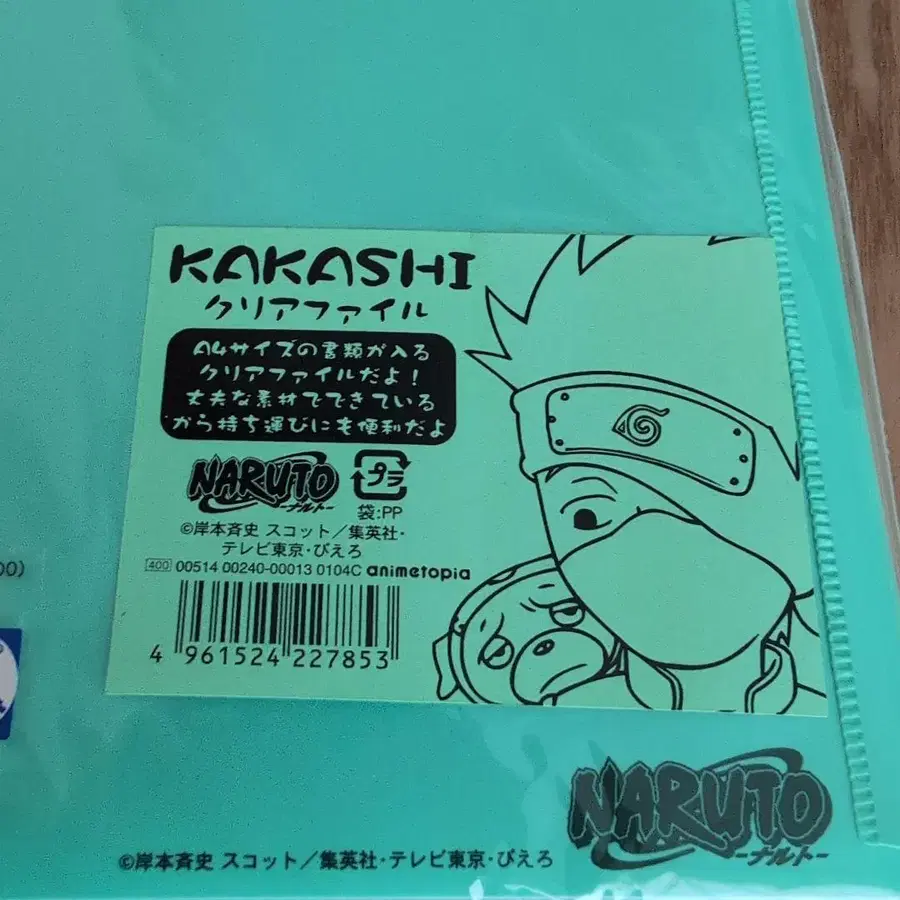 KAKASHI
クリアファイル
A4サイズの書類が入る
クリアファイルだよ!
丈夫な素材でできている
から持ち運びにも便利だよ
NARUTO
-ナルト-
プラ
袋:PP
©岸本斉史 スコット/集英社・
テレビ東京・ぴえろ
400 00514 00240-00013 0104C animetopia
4 961524 227853
00)
NARUTO
-ナルト-
©岸本斉史 スコット/集英社・テレビ東京・ぴえろ